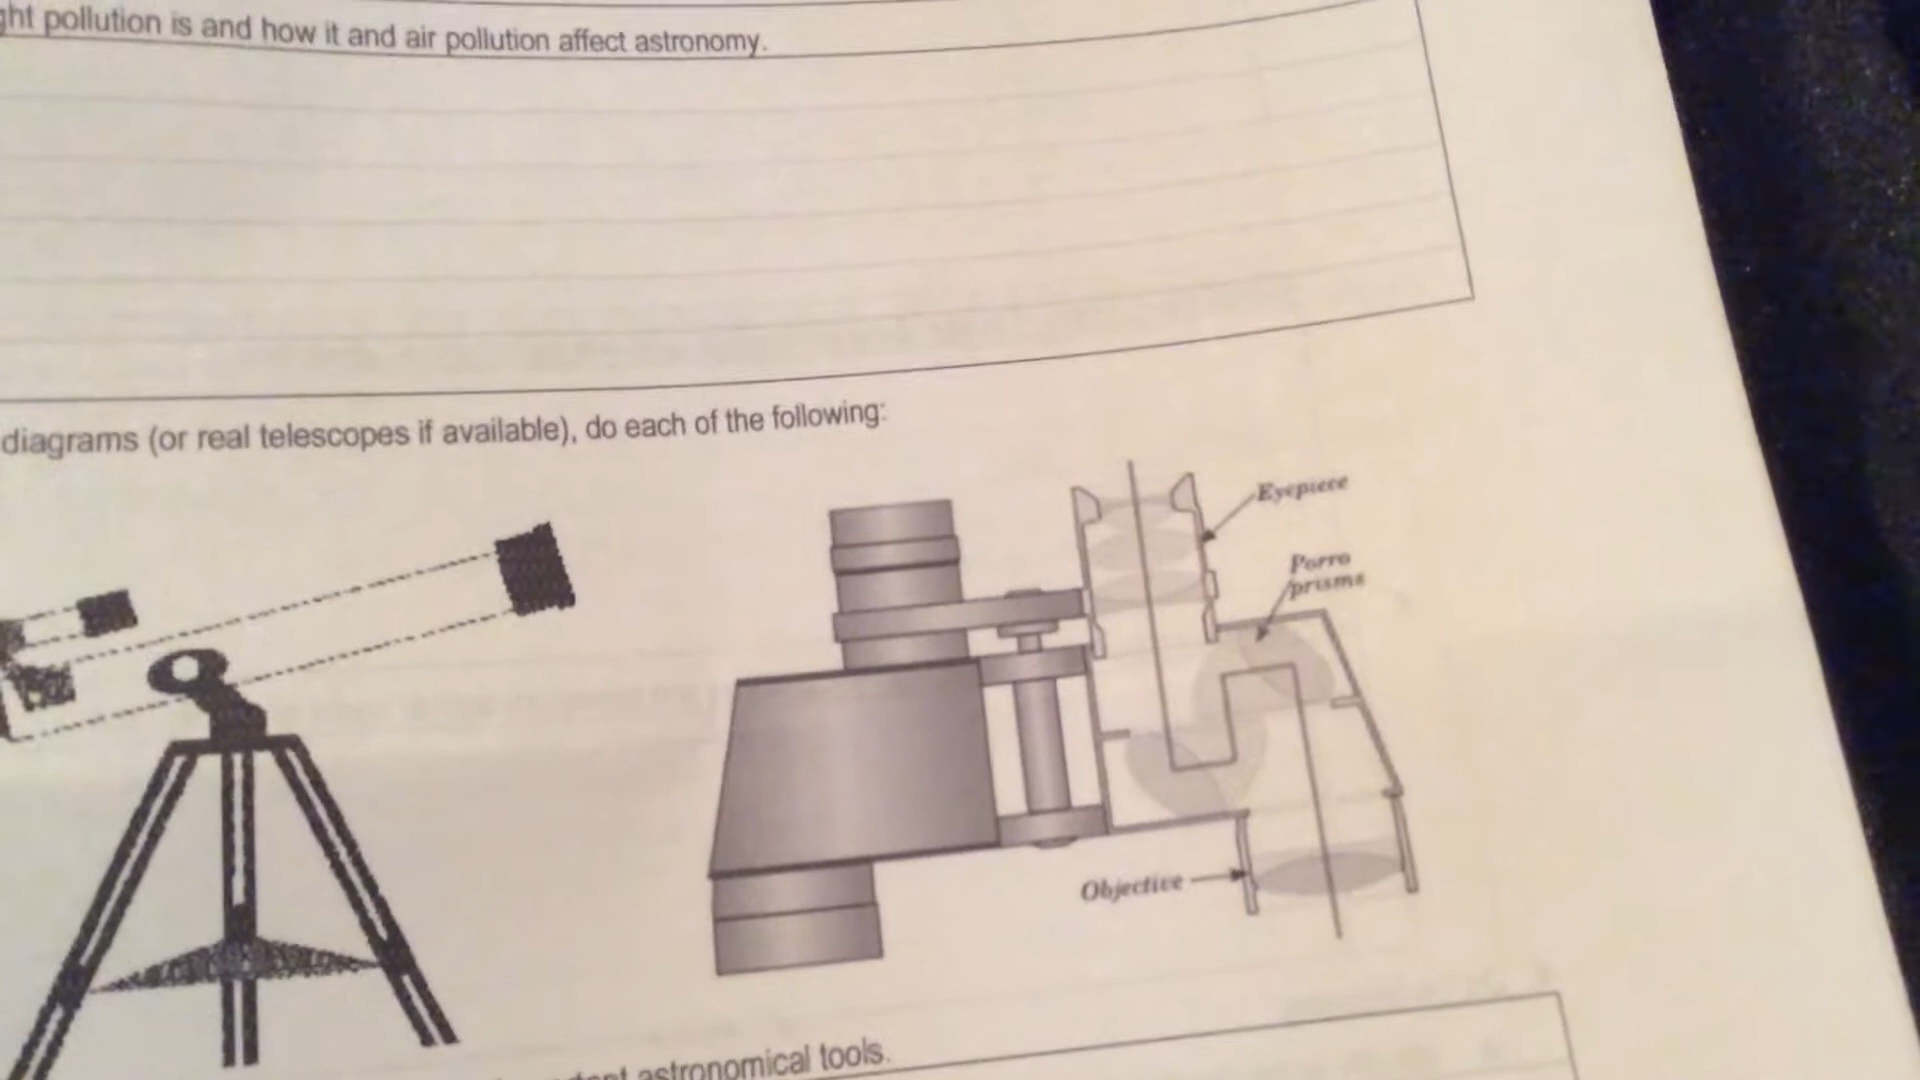 pollution is and how it and air pollution affect astronomy.
diagrams (or real telescopes if available), do each of the following:
Eyepiece
Porro
prisms
Objective
astronomical tools.